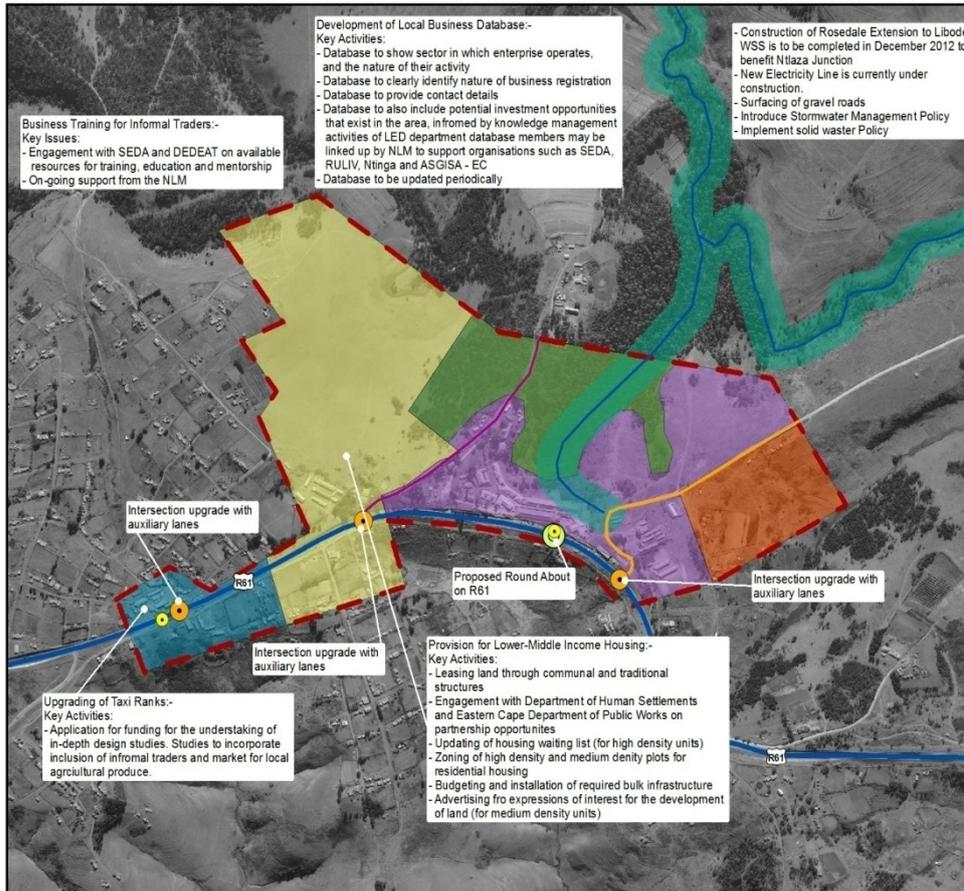 Development of Local Business Database:-
Key Activities:
- Database to show sector in which enterprise operates,
and the nature of their activity
- Database to clearly identify nature of business registration
- Database to provide contact details
- Database to also include potential investment opportunities
that exist in the area, infromed by knowledge management
activities of LED department database members may be
linked up by NLM to support organisations such as SEDA,
RULIV, Ntinga and ASGISA - EC
- Database to be updated periodically
- Construction of Rosedale Extension to Libode
WSS is to be completed in December 2012 to
benefit Ntlaza Junction
- New Electricity Line is currently under
construction.
- Surfacing of gravel roads
- Introduce Stormwater Management Policy
- Implement solid waster Policy
Business Training for Informal Traders:-
Key Issues:
- Engagement with SEDA and DEDEAT on available
resources for training, education and mentorship
- On-going support from the NLM
Intersection upgrade with
auxiliary lanes
R61
Proposed Round About
on R61
Intersection upgrade with
auxiliary lanes
Intersection upgrade with
auxiliary lanes
Upgrading of Taxi Ranks:-
Key Activities:
- Application for funding for the undertaking of
in-depth design studies. Studies to incorporate
inclusion of infromal traders and market for local
agrcicultural produce.
Provision for Lower-Middle Income Housing:-
Key Activities:
- Leasing land through communal and traditional
structures
- Engagement with Department of Human Settlements
and Eastern Cape Department of Public Works on
partnership opportunites
- Updating of housing waiting list (for high density units)
- Zoning of high density and medium denity plots for
residential housing
- Budgeting and installation of required bulk infrastructure
- Advertising fro expressions of interest for the development
of land (for medium density units)
R61